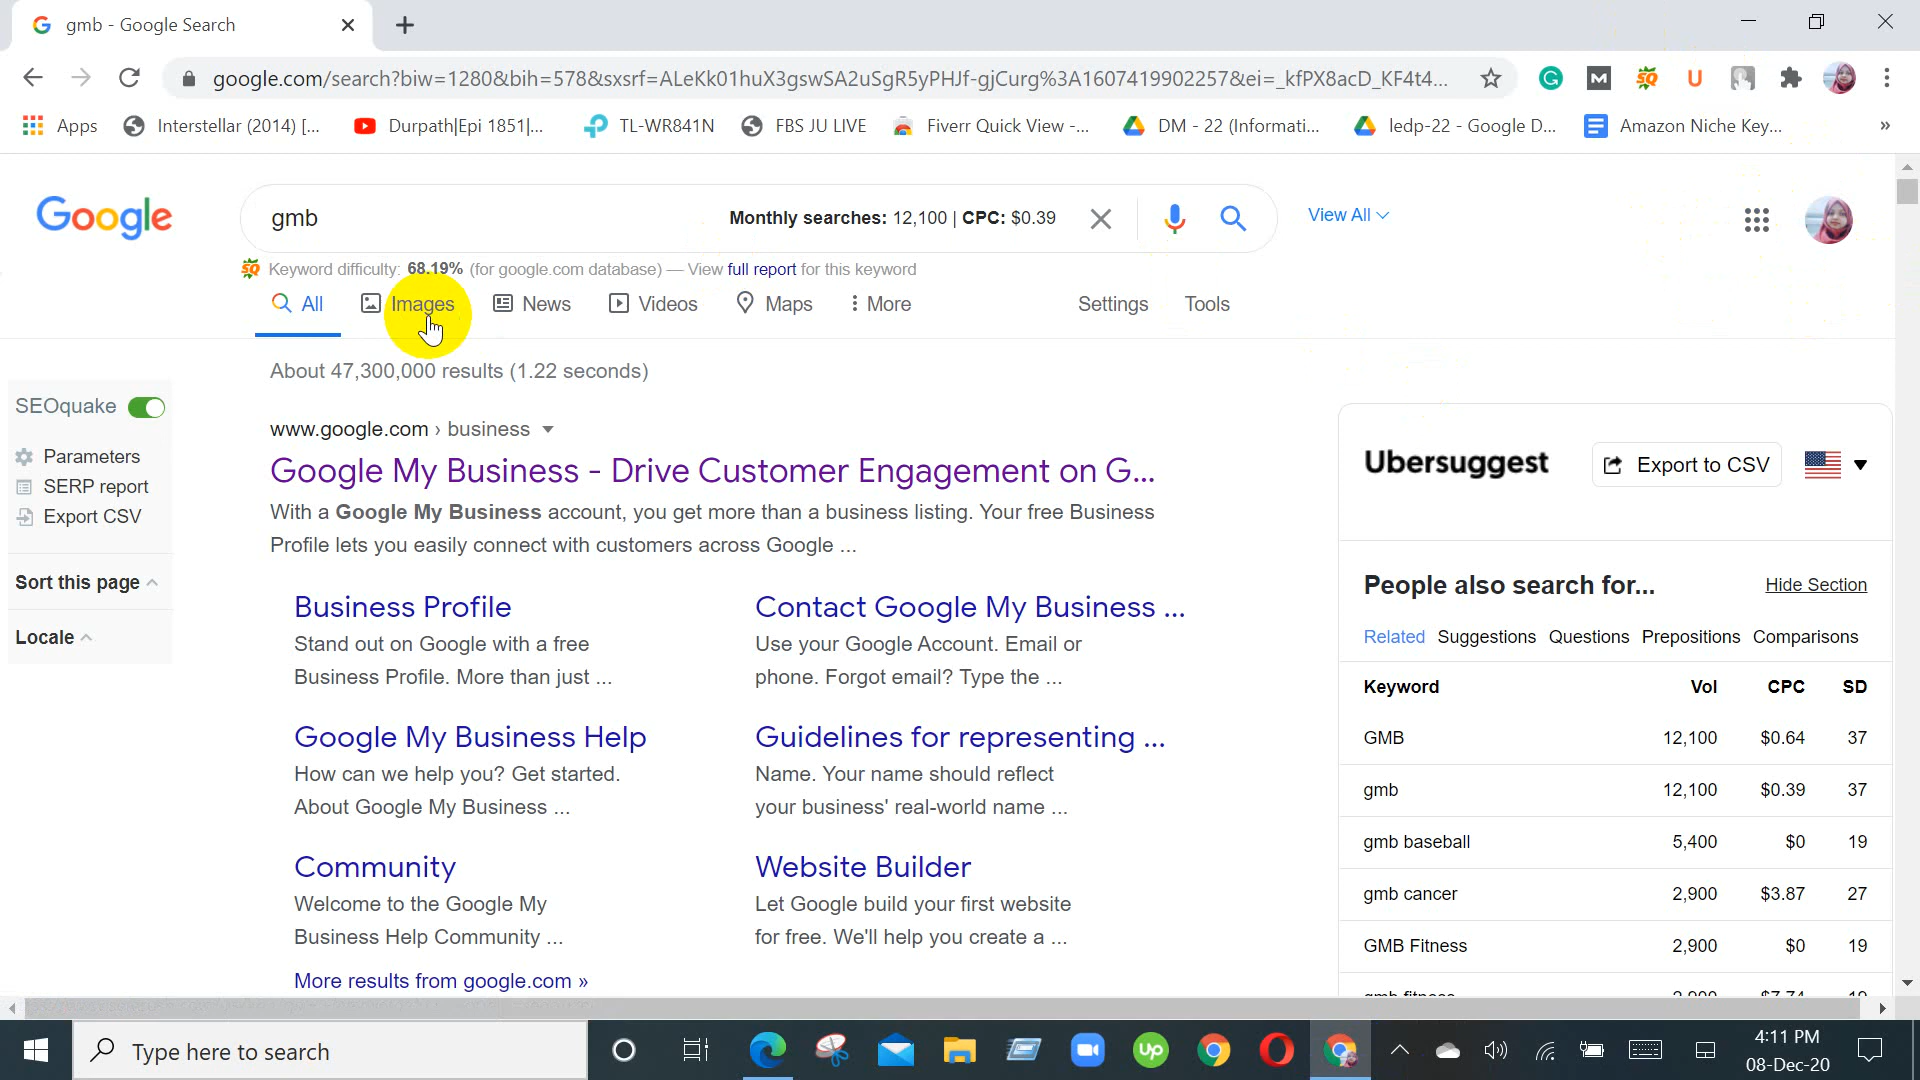 gmb - Google Search
google.com/search?biw=1280&bih=578&sxsrf=ALeKk01huX3gswSA2uSgR5yPHJf-gjCurg%3A1607419902257&ei=_kfPX8acD_KF4t4...
Apps
Interstellar (2014) [...
Durpath|Epi 1851|...
TL-WR841N
FBS JU LIVE
Fiverr Quick View -...
DM - 22 (Informati...
ledp-22 - Google D...
Amazon Niche Key...
»
Google
gmb
Monthly searches: 12,100 | CPC: $0.39
View All
Keyword difficulty: 68.19% (for google.com database) — View full report for this keyword
All
Images
News
Videos
Maps
More
Settings
Tools
About 47,300,000 results (1.22 seconds)
SEOquake
Parameters
SERP report
Export CSV
Sort this page
Locale
www.google.com › business
Google My Business - Drive Customer Engagement on G...
With a Google My Business account, you get more than a business listing. Your free Business
Profile lets you easily connect with customers across Google ...
Business Profile
Stand out on Google with a free
Business Profile. More than just ...
Contact Google My Business ...
Use your Google Account. Email or
phone. Forgot email? Type the ...
Google My Business Help
How can we help you? Get started.
About Google My Business ...
Guidelines for representing ...
Name. Your name should reflect
your business' real-world name ...
Community
Welcome to the Google My
Business Help Community ...
Website Builder
Let Google build your first website
for free. We'll help you create a ...
More results from google.com »
Ubersuggest
Export to CSV
People also search for...
Hide Section
Related Suggestions Questions Prepositions Comparisons
Keyword Vol CPC SD
GMB 12,100 $0.64 37
gmb 12,100 $0.39 37
gmb baseball 5,400 $0 19
gmb cancer 2,900 $3.87 27
GMB Fitness 2,900 $0 19
Type here to search
Up
4:11 PM
08-Dec-20